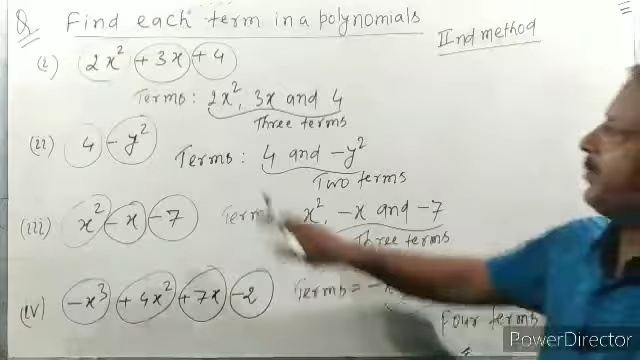 Q. Find each term in a polynomials
IInd method
(i) 2x² + 3x + 4
Terms: 2x², 3x and 4
Three terms
(ii) 4 - y²
Terms: 4 and -y²
Two terms
(iii) x² - x - 7
Term x², -x and -7
Three terms
(iv) -x³ + 4x² + 7x - 2
Terms =
Four terms
PowerDirector